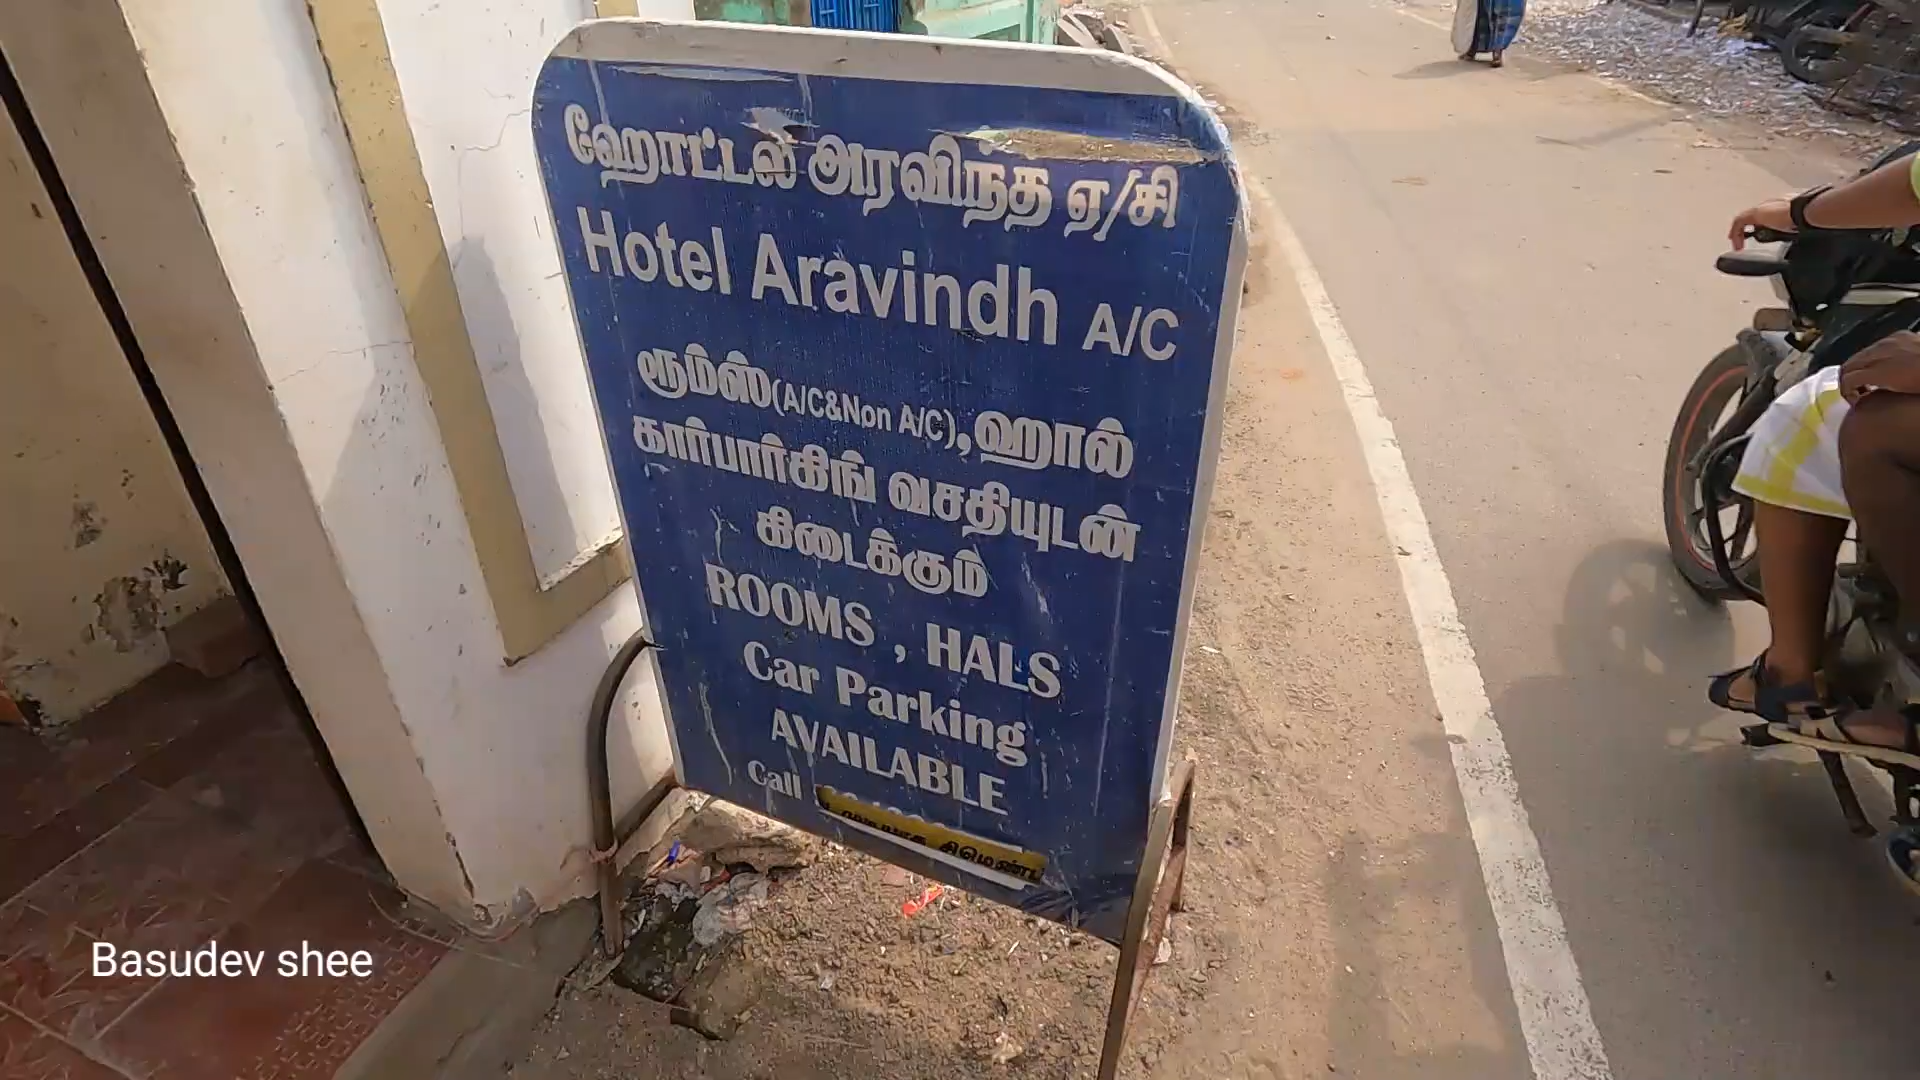 ஹோட்டல் அரவிந்த் ஏ/சி
Hotel Aravindh A/C
ரூம்ஸ் (A/C&Non A/C), ஹால்
கார்பார்கிங் வசதியுடன்
கிடைக்கும்
ROOMS , HALS
Car Parking
AVAILABLE
Call
சிமெண்ட்
Basudev shee